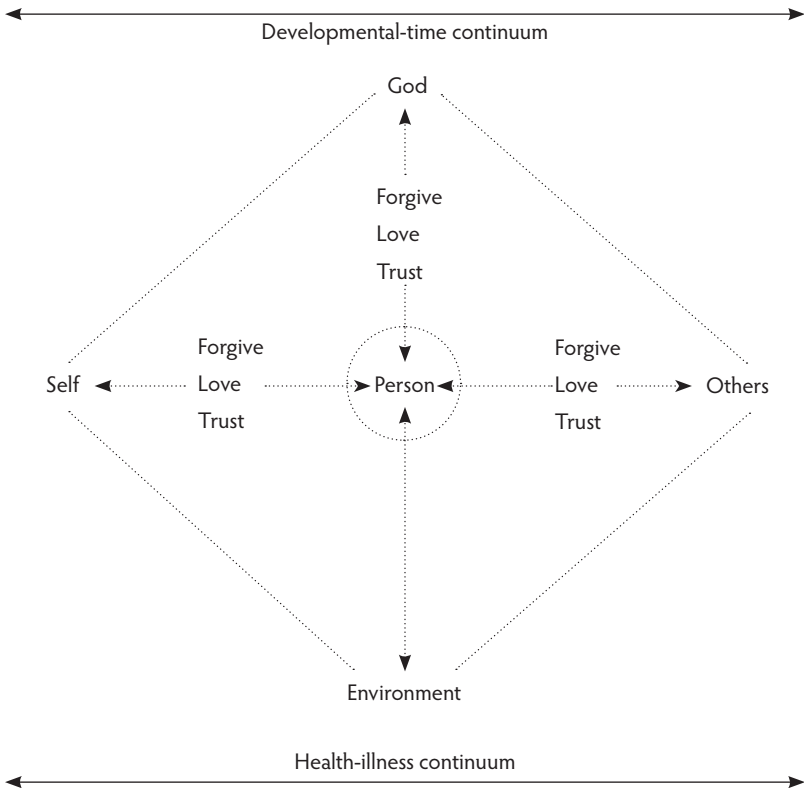 Developmental-time continuum
God
Forgive
Love
Trust
Forgive
Love
Trust
Forgive
Love
Trust
Self
Person
Others
Environment
Health-illness continuum